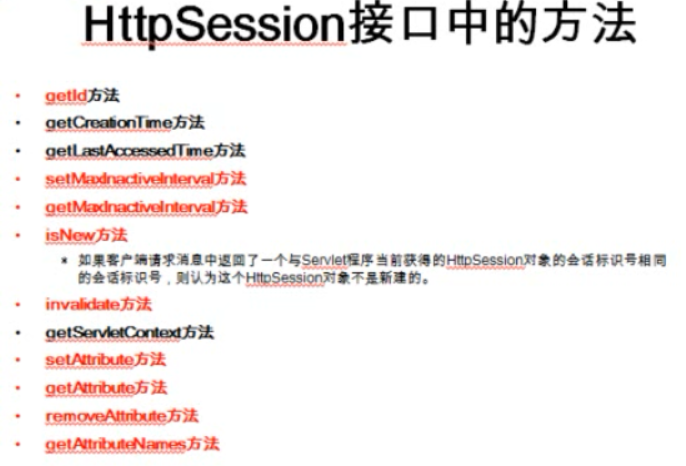 HttpSession接口中的方法
• getId方法
• getCreationTime方法
• getLastAccessedTime方法
• setMaxInactiveInterval方法
• getMaxInactiveInterval方法
• isNew方法
* 如果客户端请求消息中返回了一个与Servlet程序当前获得的HttpSession对象的会话标识号相同
的会话标识号，则认为这个HttpSession对象不是新建的。
• invalidate方法
• getServletContext方法
• setAttribute方法
• getAttribute方法
• removeAttribute方法
• getAttributeNames方法